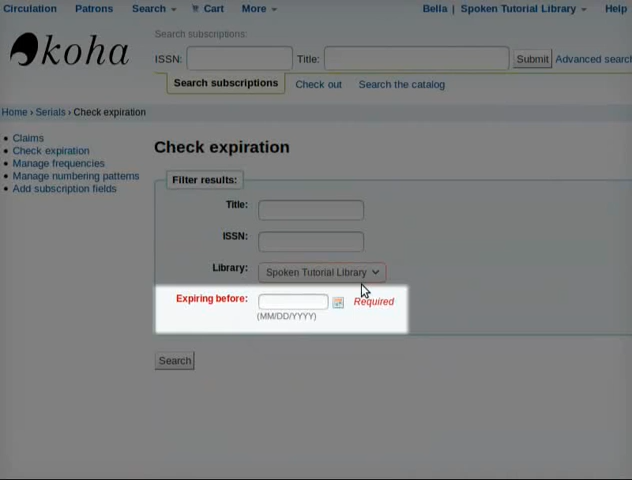 Circulation Patrons Search Cart More Bella | Spoken Tutorial Library Help
koha
Search subscriptions:
ISSN: Title: Submit Advanced search
Search subscriptions Check out Search the catalog
Home › Serials › Check expiration
Claims
Check expiration
Manage frequencies
Manage numbering patterns
Add subscription fields
Check expiration
Filter results:
Title:
ISSN:
Library: Spoken Tutorial Library
Expiring before: Required
(MM/DD/YYYY)
Search